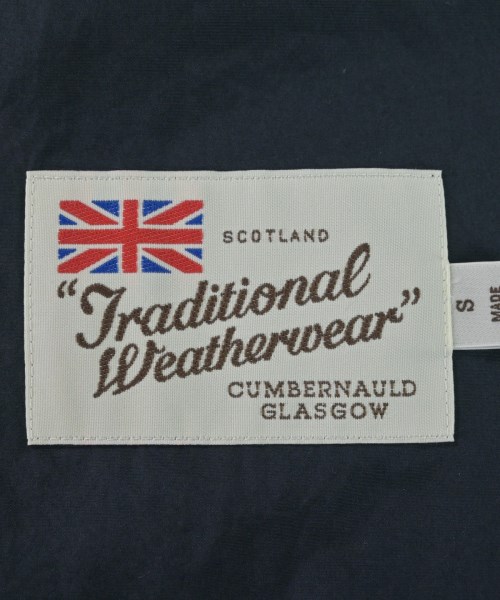 SCOTLAND
"Traditional
Weatherwear"
CUMBERNAULD
GLASGOW
S
MADE